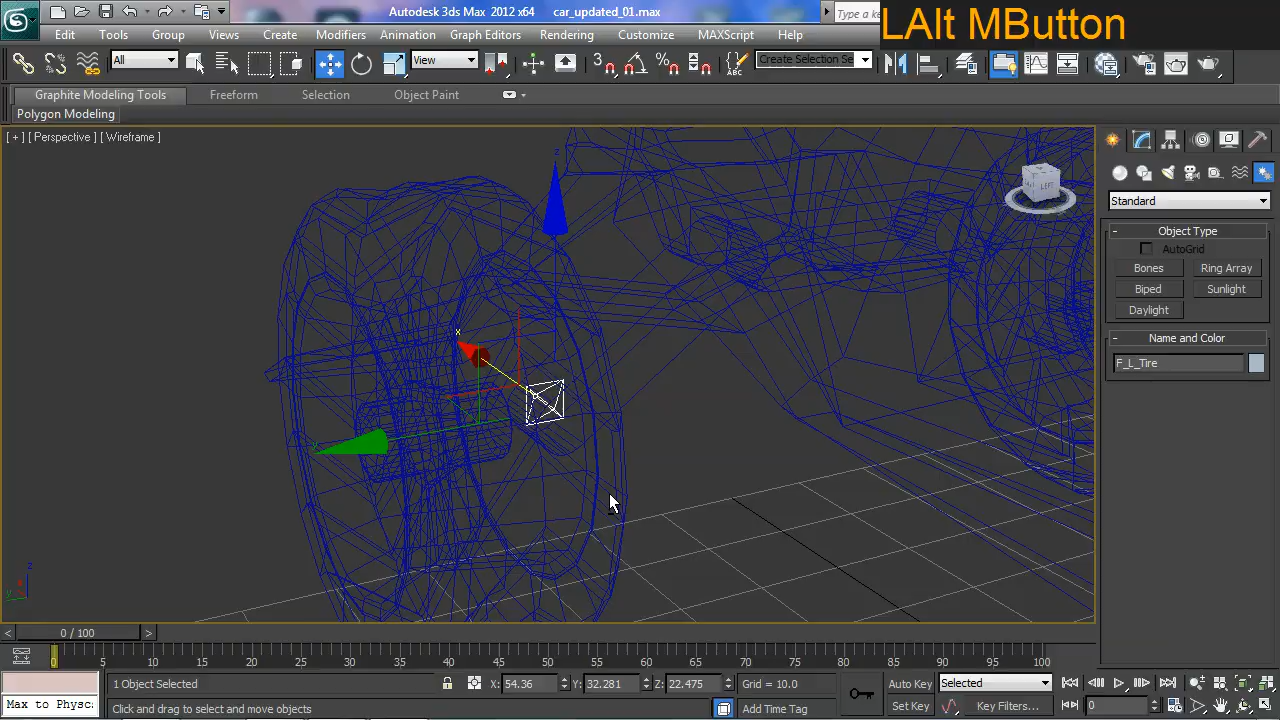 Autodesk 3ds Max 2012 x64 car_updated_01.max
Type a k
LAlt MButton
Edit Tools Group Views Create Modifiers Animation Graph Editors Rendering Customize MAXScript Help
All View Create Selection Se
Graphite Modeling Tools Freeform Selection Object Paint
Polygon Modeling
[ + ] [ Perspective ] [ Wireframe ]
LEFT
Standard
- Object Type
AutoGrid
Bones Ring Array
Biped Sunlight
Daylight
- Name and Color
F_L_Tire
z
x
z
y
< 0 / 100 >
0 5 10 15 20 25 30 35 40 45 50 55 60 65 70 75 80 85 90 95 100
1 Object Selected X: 54.36 Y: 32.281 Z: 22.475 Grid = 10.0 Auto Key Selected
Max to Physc Click and drag to select and move objects Add Time Tag Set Key Key Filters... 0